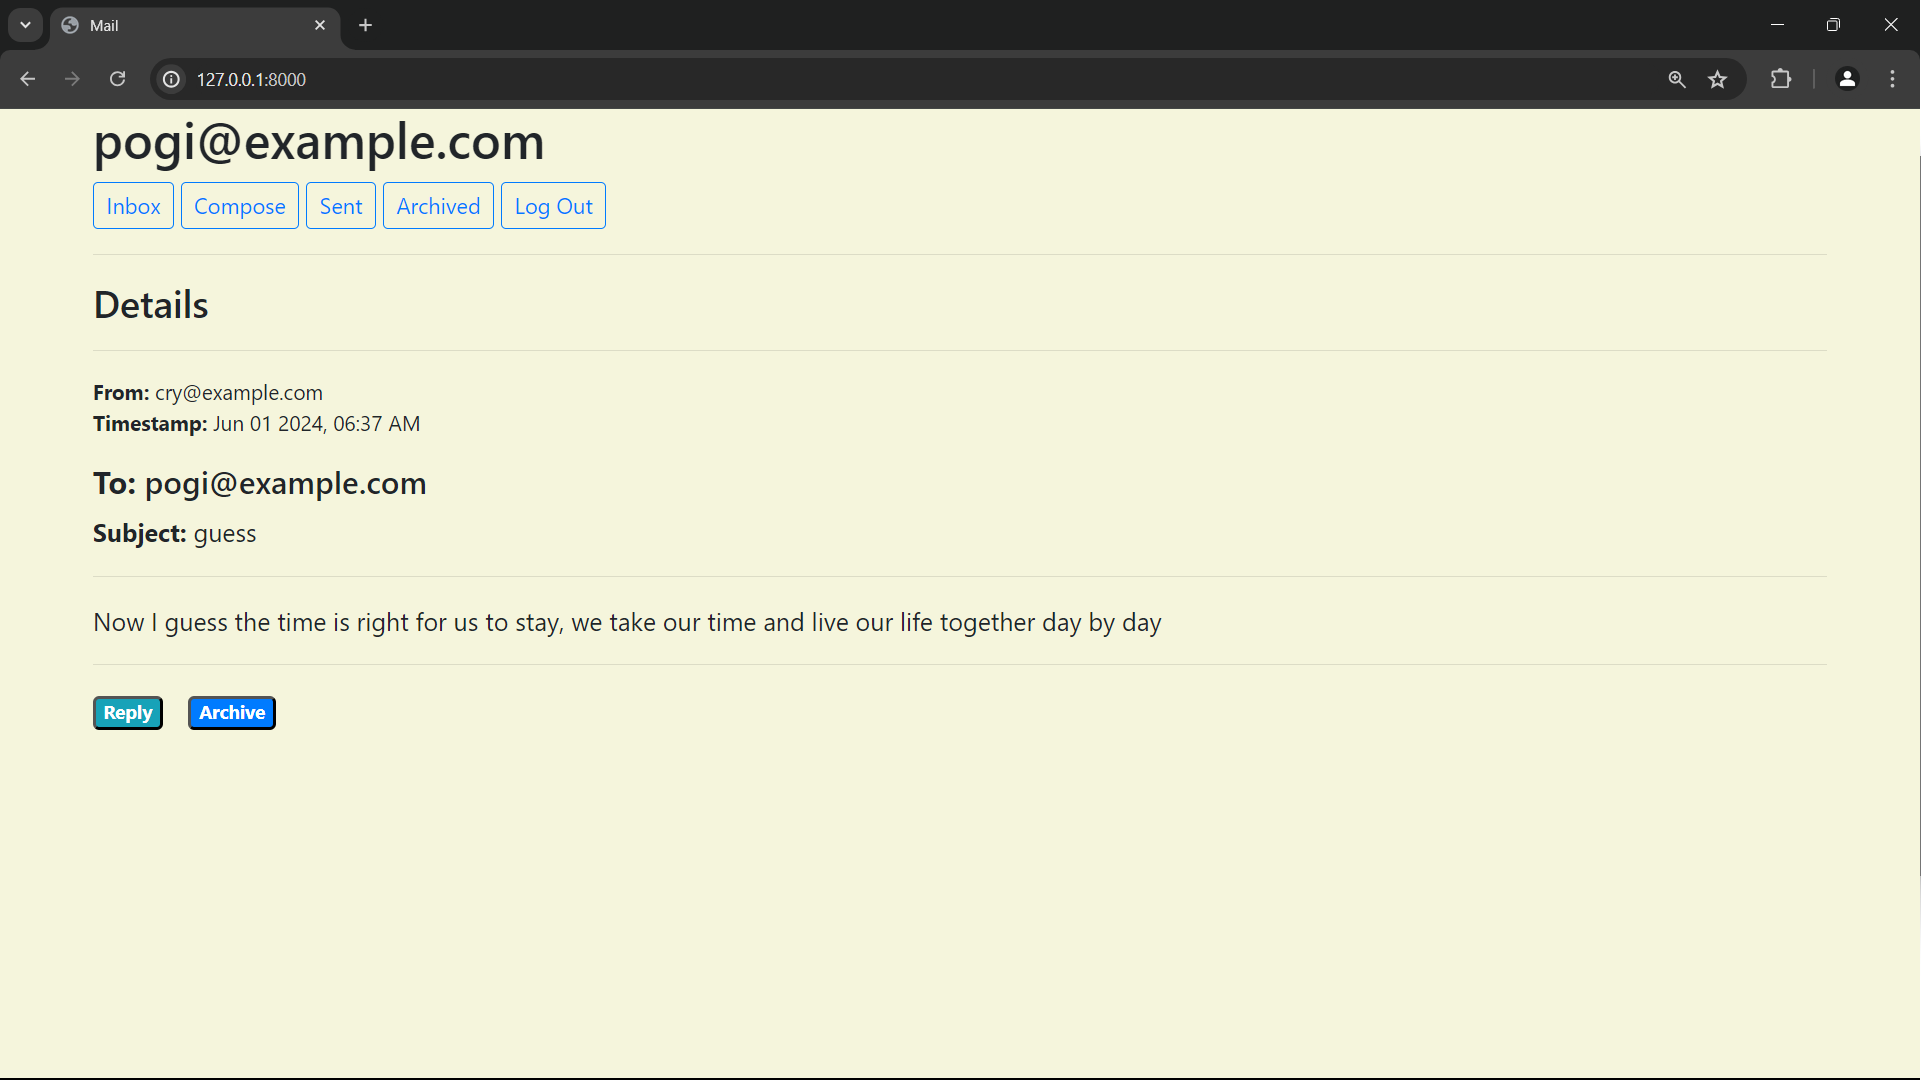 Mail
127.0.0.1:8000
pogi@example.com
Inbox Compose Sent Archived Log Out
Details
From: cry@example.com
Timestamp: Jun 01 2024, 06:37 AM
To: pogi@example.com
Subject: guess
Now I guess the time is right for us to stay, we take our time and live our life together day by day
Reply Archive